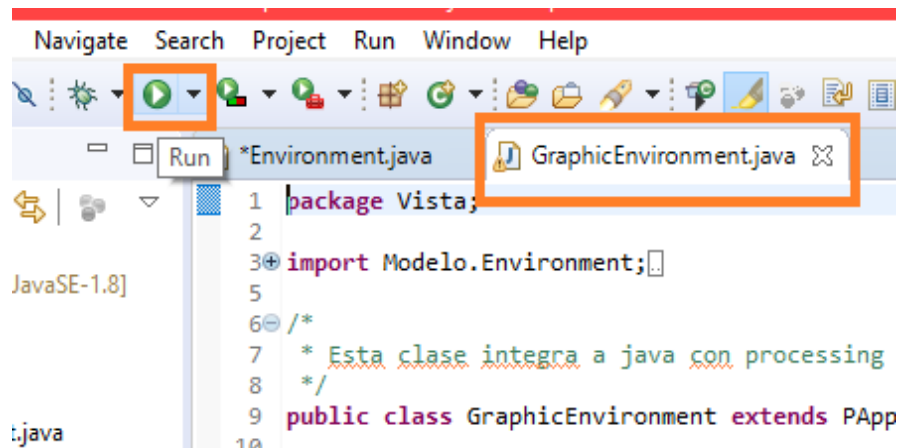 Navigate Search Project Run Window Help
Run
*Environment.java
GraphicEnvironment.java
1 package Vista;
2
3 import Modelo.Environment;
JavaSE-1.8]
5
6 /*
7 * Esta clase integra a java con processing
8 */
9 public class GraphicEnvironment extends PApp
t.java
10